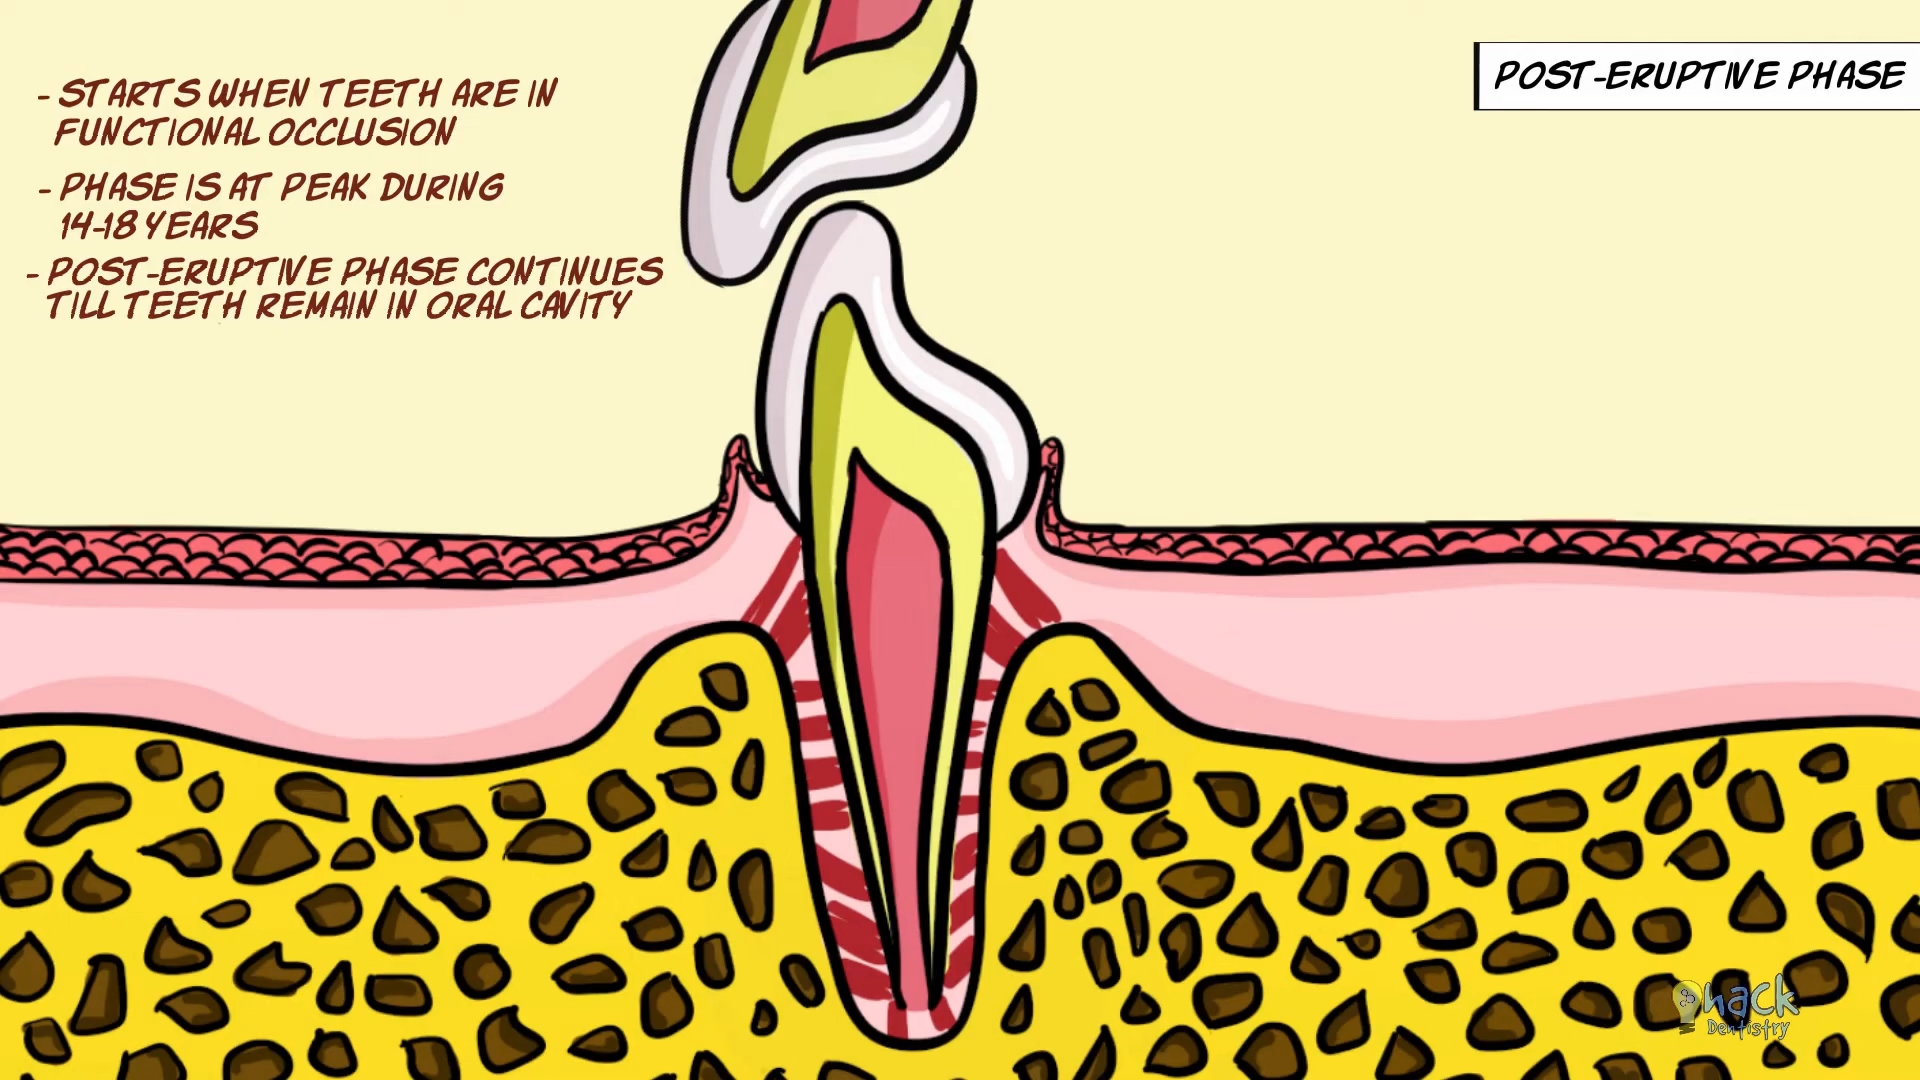 - STARTS WHEN TEETH ARE IN
FUNCTIONAL OCCLUSION
- PHASE IS AT PEAK DURING
14-18 YEARS
- POST-ERUPTIVE PHASE CONTINUES
TILL TEETH REMAIN IN ORAL CAVITY
POST-ERUPTIVE PHASE
hack
Dentistry